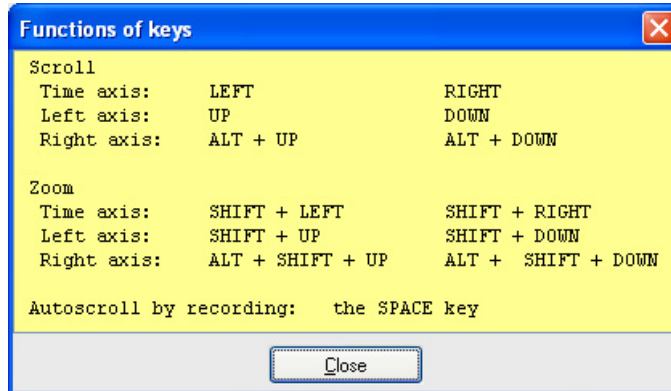 Functions of keys
Scroll
Time axis: LEFT RIGHT
Left axis: UP DOWN
Right axis: ALT + UP ALT + DOWN
Zoom
Time axis: SHIFT + LEFT SHIFT + RIGHT
Left axis: SHIFT + UP SHIFT + DOWN
Right axis: ALT + SHIFT + UP ALT + SHIFT + DOWN
Autoscroll by recording: the SPACE key
Close